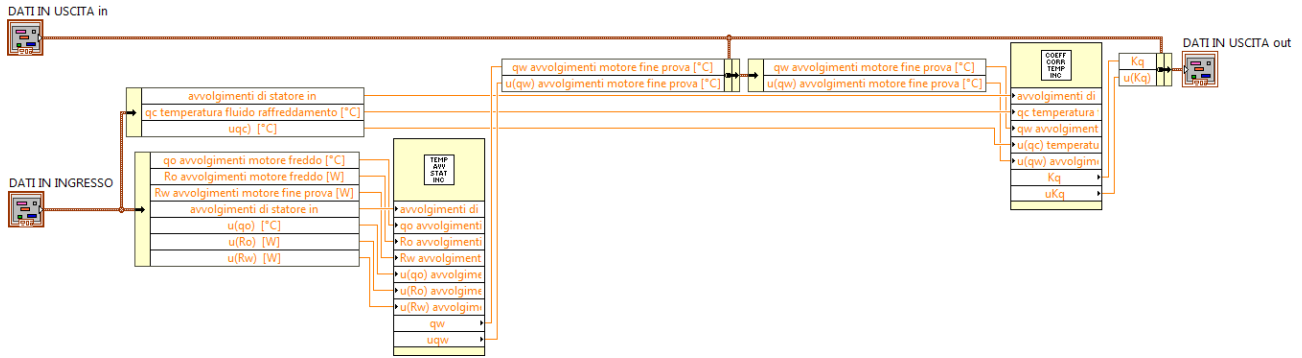 DATI IN USCITA in
DATI IN USCITA out
qw avvolgimenti motore fine prova [°C]
u(qw) avvolgimenti motore fine prova [°C]
qw avvolgimenti motore fine prova [°C]
u(qw) avvolgimenti motore fine prova [°C]
COEFF
CORR
TEMP
INC
avvolgimenti di
qc temperatura
qw avvolgiment
u(qc) temperatu
u(qw) avvolgim
Kq
uKq
Kq
u(Kq)
avvolgimenti di statore in
qc temperatura fluido raffreddamento [°C]
uqc) [°C]
DATI IN INGRESSO
qo avvolgimenti motore freddo [°C]
Ro avvolgimenti motore freddo [W]
Rw avvolgimenti motore fine prova [W]
avvolgimenti di statore in
u(qo) [°C]
u(Ro) [W]
u(Rw) [W]
TEMP
AVV
STAT
INC
avvolgimenti di
qo avvolgimenti
Ro avvolgimenti
Rw avvolgimenti
u(qo) avvolgime
u(Ro) avvolgime
u(Rw) avvolgim
qw
uqw